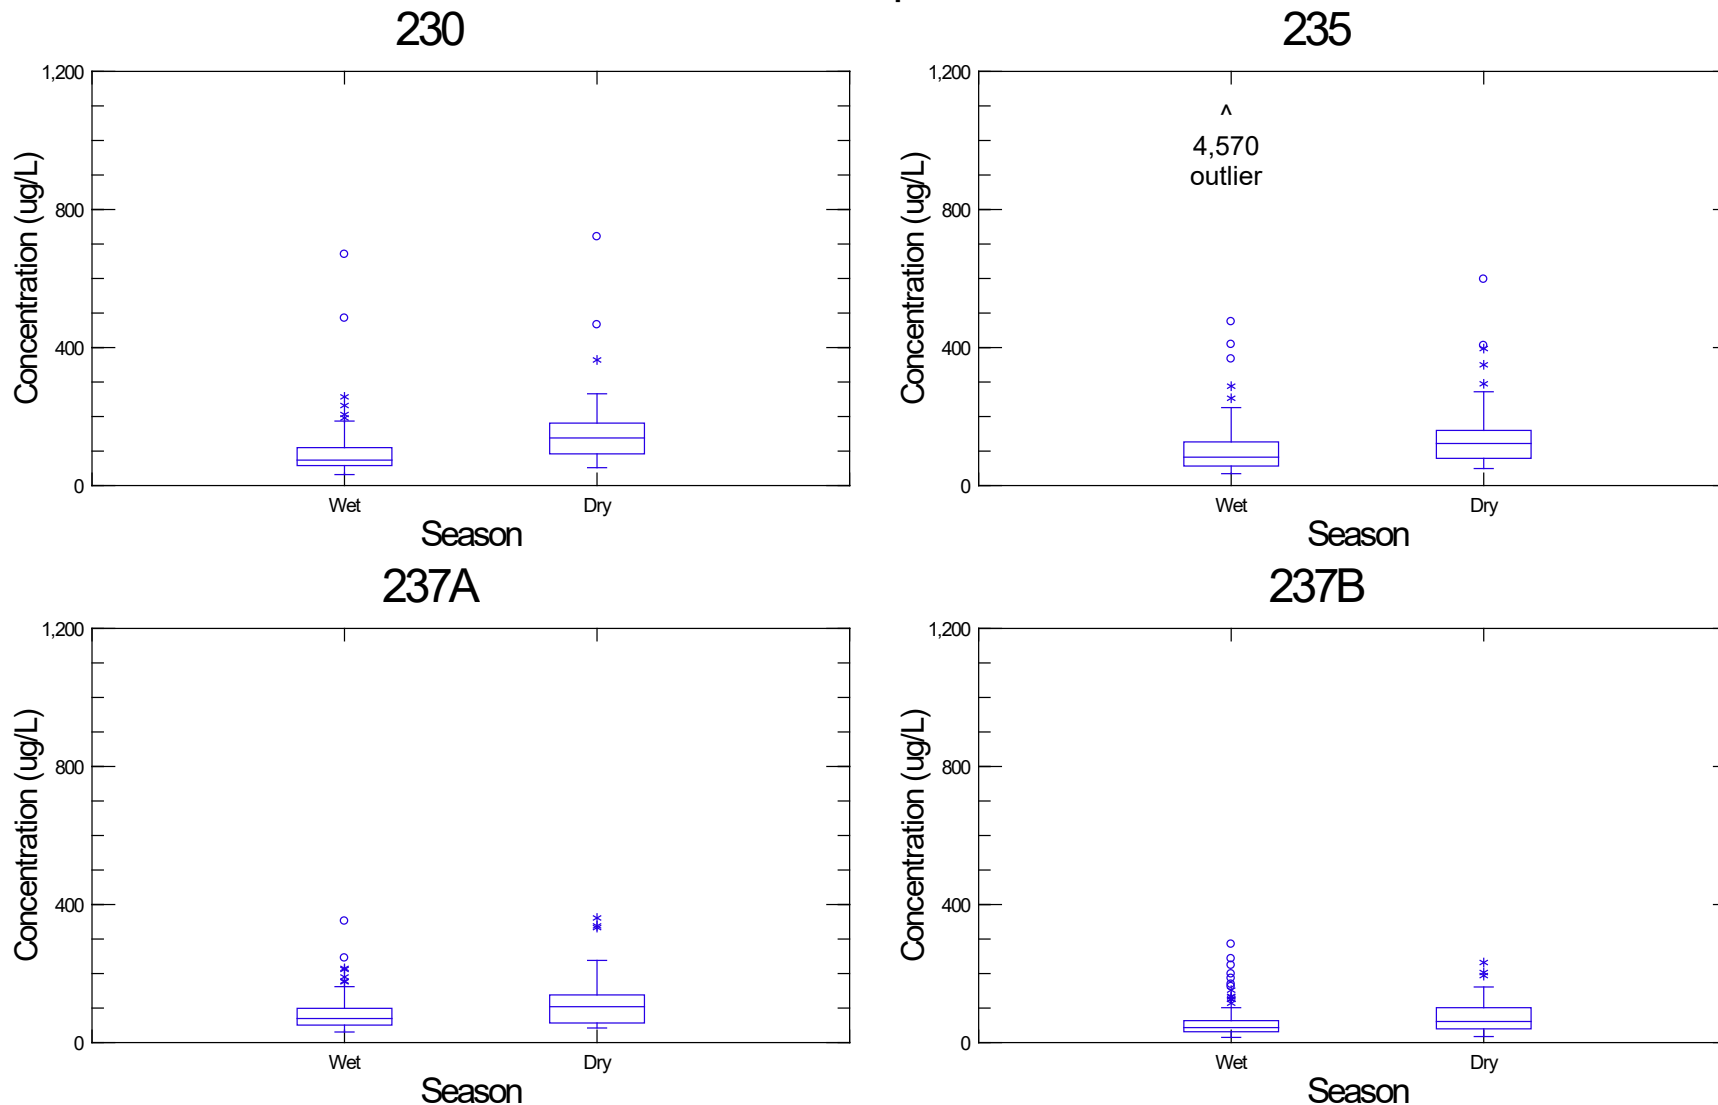 230
1,200
800
400
0
Concentration (ug/L)
Wet
Dry
Season
235
1,200
800
400
0
Concentration (ug/L)
^
4,570
outlier
Wet
Dry
Season
237A
1,200
800
400
0
Concentration (ug/L)
Wet
Dry
Season
237B
1,200
800
400
0
Concentration (ug/L)
Wet
Dry
Season